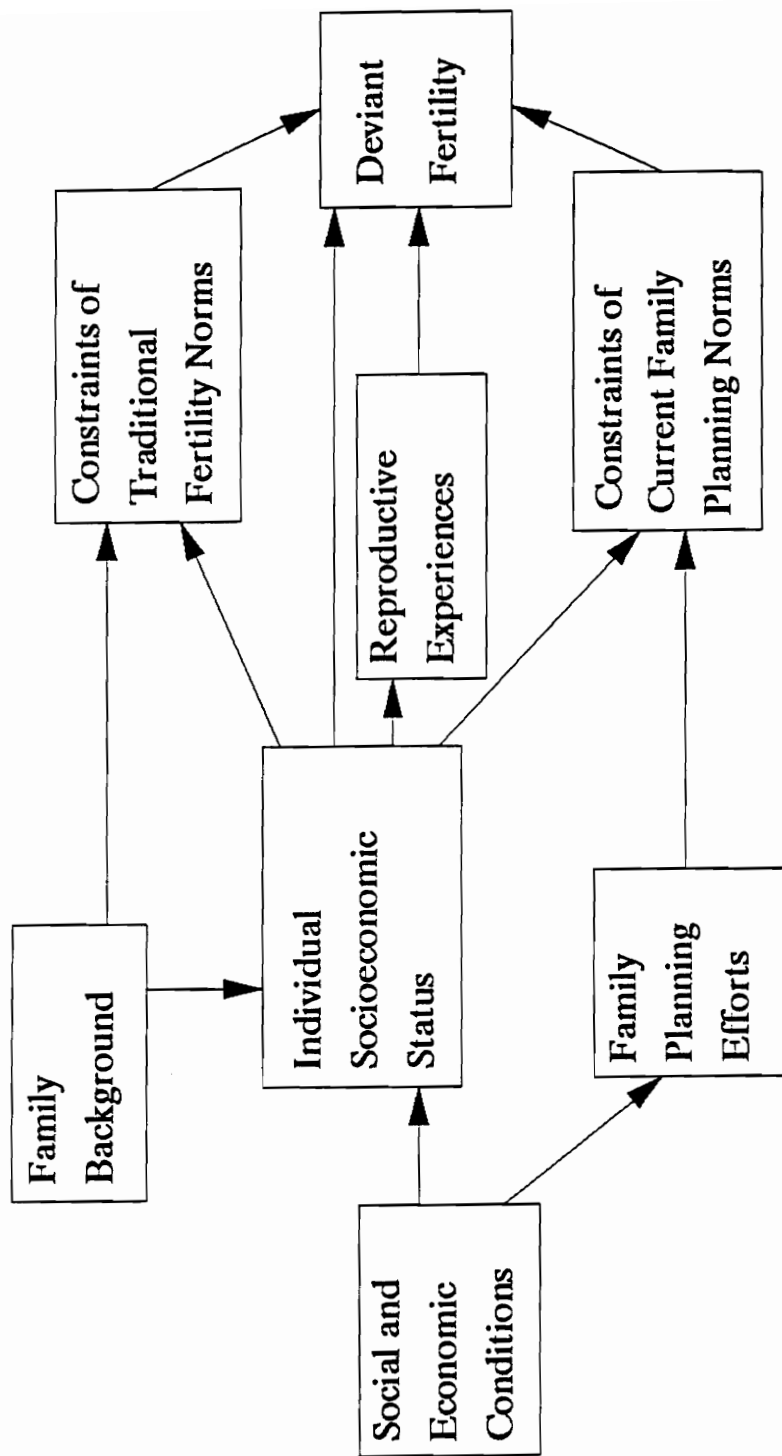 Family
Background
Social and
Economic
Conditions
Individual
Socioeconomic
Status
Family
Planning
Efforts
Reproductive
Experiences
Constraints of
Traditional
Fertility Norms
Constraints of
Current Family
Planning Norms
Deviant
Fertility